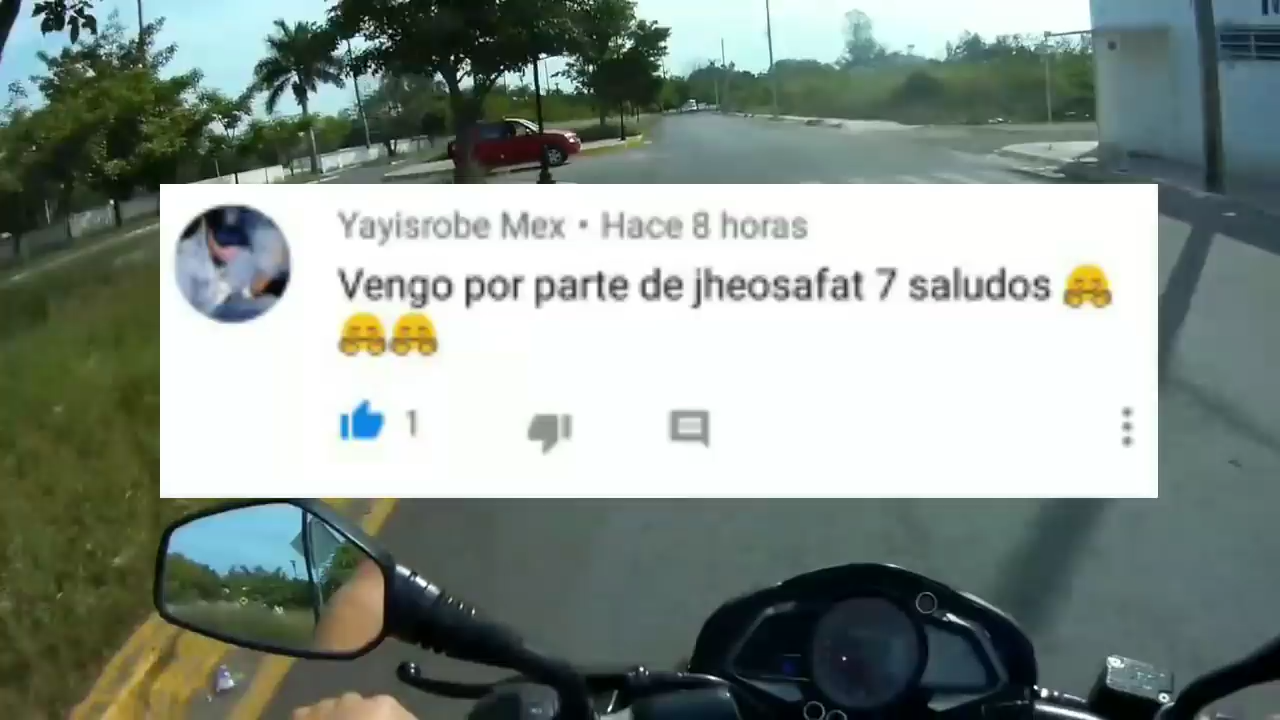 Yayisrobe Mex • Hace 8 horas
Vengo por parte de jheosafat 7 saludos 🤗
🤗🤗
1